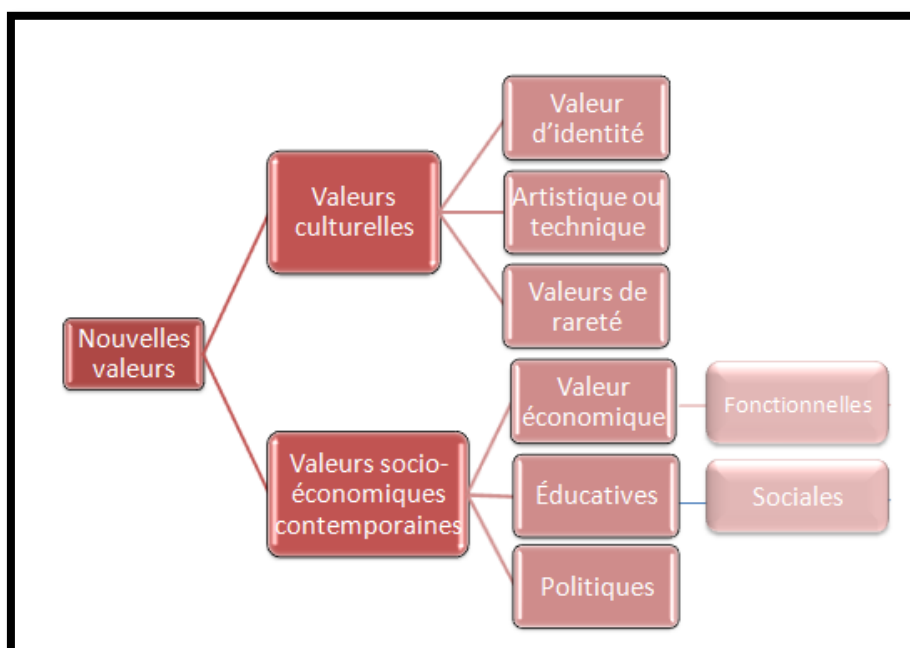 Nouvelles
valeurs
Valeurs
culturelles
Valeur
d'identité
Artistique ou
technique
Valeurs de
rareté
Valeurs socio-
économiques
contemporaines
Valeur
économique
Fonctionnelles
Éducatives
Sociales
Politiques